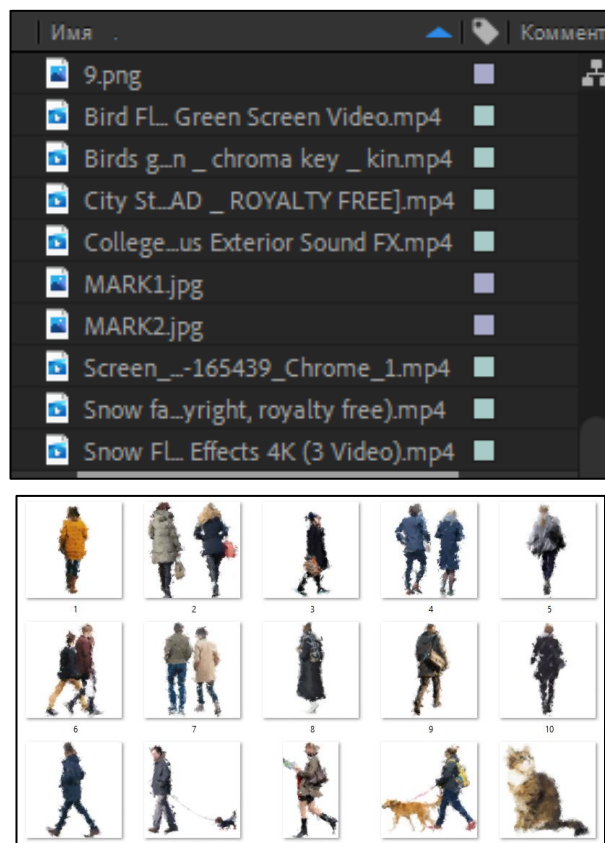 Имя . Коммент
9.png
Bird Fl... Green Screen Video.mp4
Birds g...n _ chroma key _ kin.mp4
City St...AD _ ROYALTY FREE].mp4
College...us Exterior Sound FX.mp4
MARK1.jpg
MARK2.jpg
Screen_...-165439_Chrome_1.mp4
Snow fa...yright, royalty free).mp4
Snow Fl... Effects 4K (3 Video).mp4
1 2 3 4 5
6 7 8 9 10